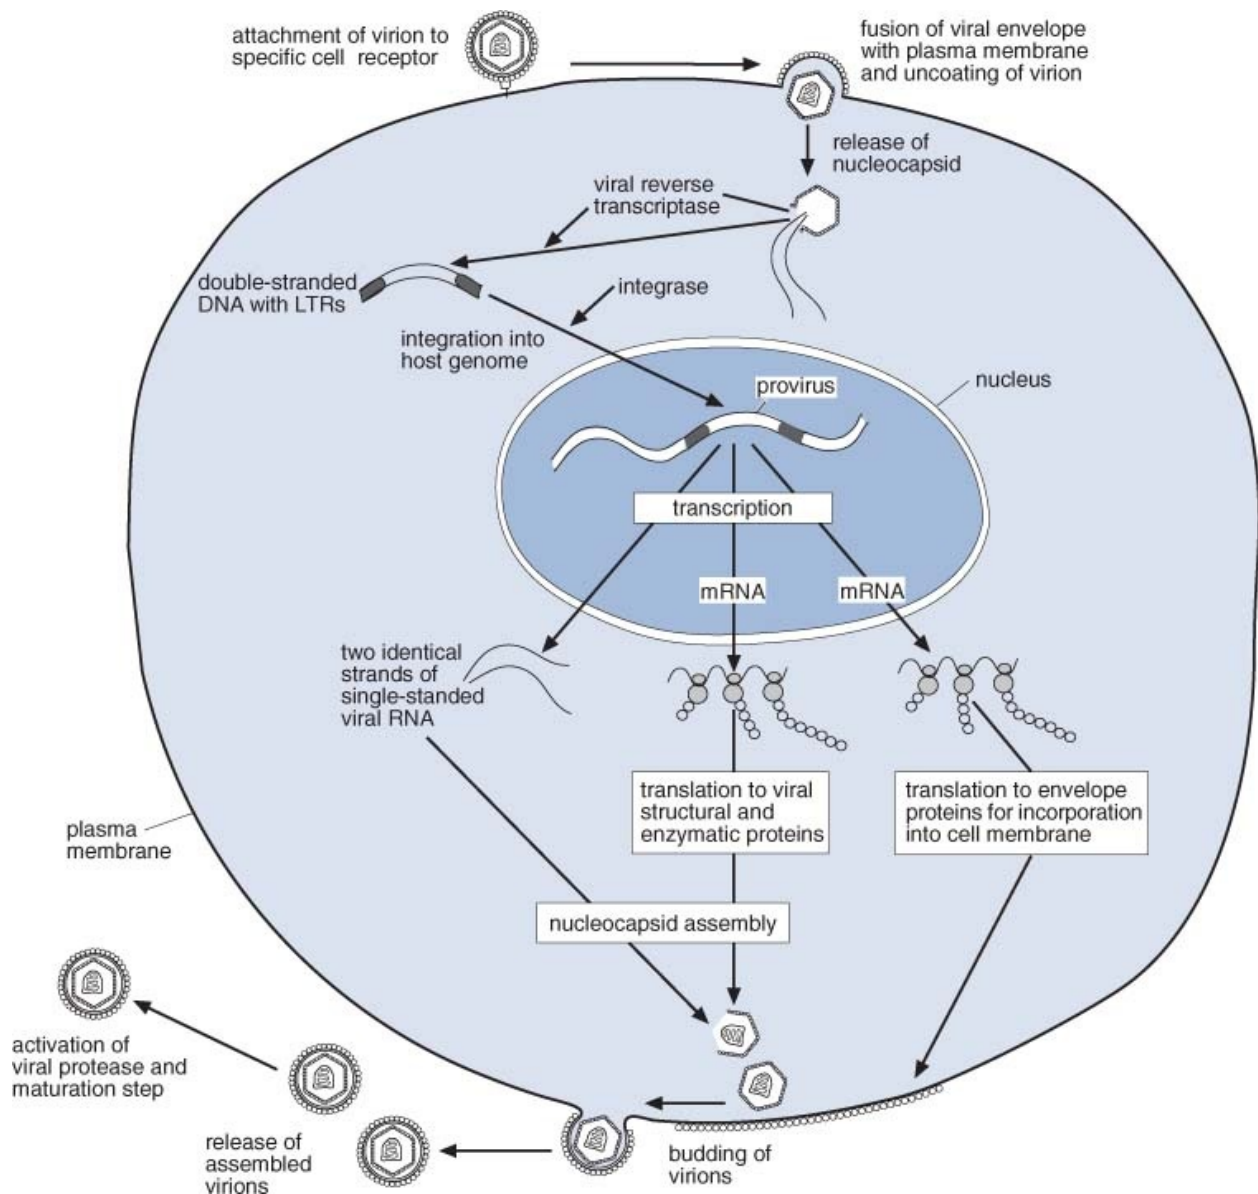 attachment of virion to
specific cell receptor
fusion of viral envelope
with plasma membrane
and uncoating of virion
release of
nucleocapsid
viral reverse
transcriptase
double-stranded
DNA with LTRs
integrase
integration into
host genome
provirus
nucleus
transcription
mRNA
mRNA
two identical
strands of
single-standed
viral RNA
translation to viral
structural and
enzymatic proteins
translation to envelope
proteins for incorporation
into cell membrane
plasma
membrane
nucleocapsid assembly
activation of
viral protease and
maturation step
release of
assembled
virions
budding of
virions